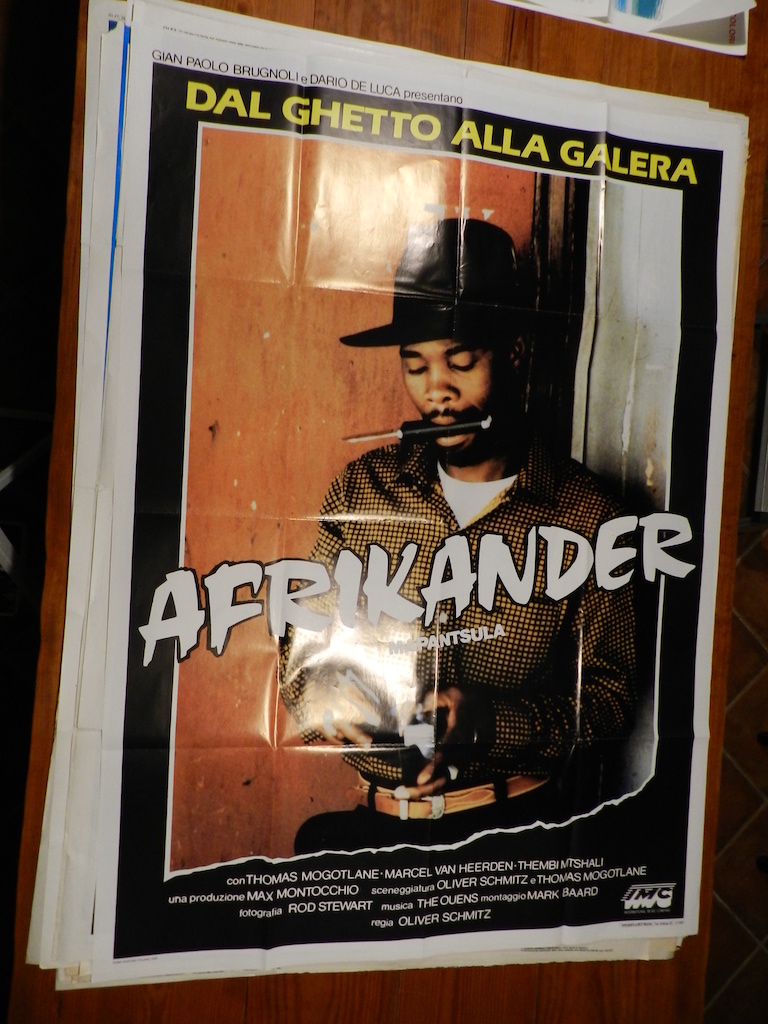 GIAN PAOLO BRUGNOLI e DARIO DE LUCA presentano
DAL GHETTO ALLA GALERA
AFRIKANDER
MAPANTSULA
con THOMAS MOGOTLANE · MARCEL VAN HEERDEN · THEMBI MTSHALI
una produzione MAX MONTOCCHIO sceneggiatura OLIVER SCHMITZ e THOMAS MOGOTLANE
fotografia ROD STEWART musica THE OUENS montaggio MARK BAARD
regia OLIVER SCHMITZ
IMC